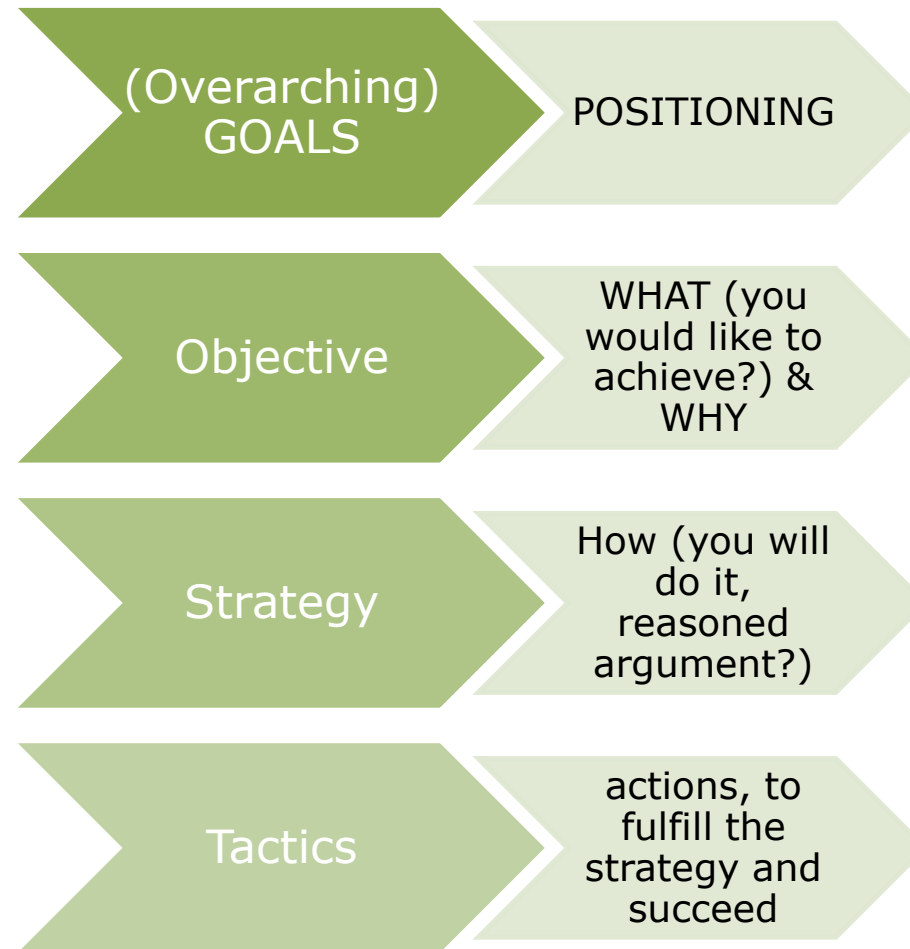 (Overarching)
GOALS
POSITIONING
Objective
WHAT (you
would like to
achieve?) &
WHY
Strategy
How (you will
do it,
reasoned
argument?)
Tactics
actions, to
fulfill the
strategy and
succeed